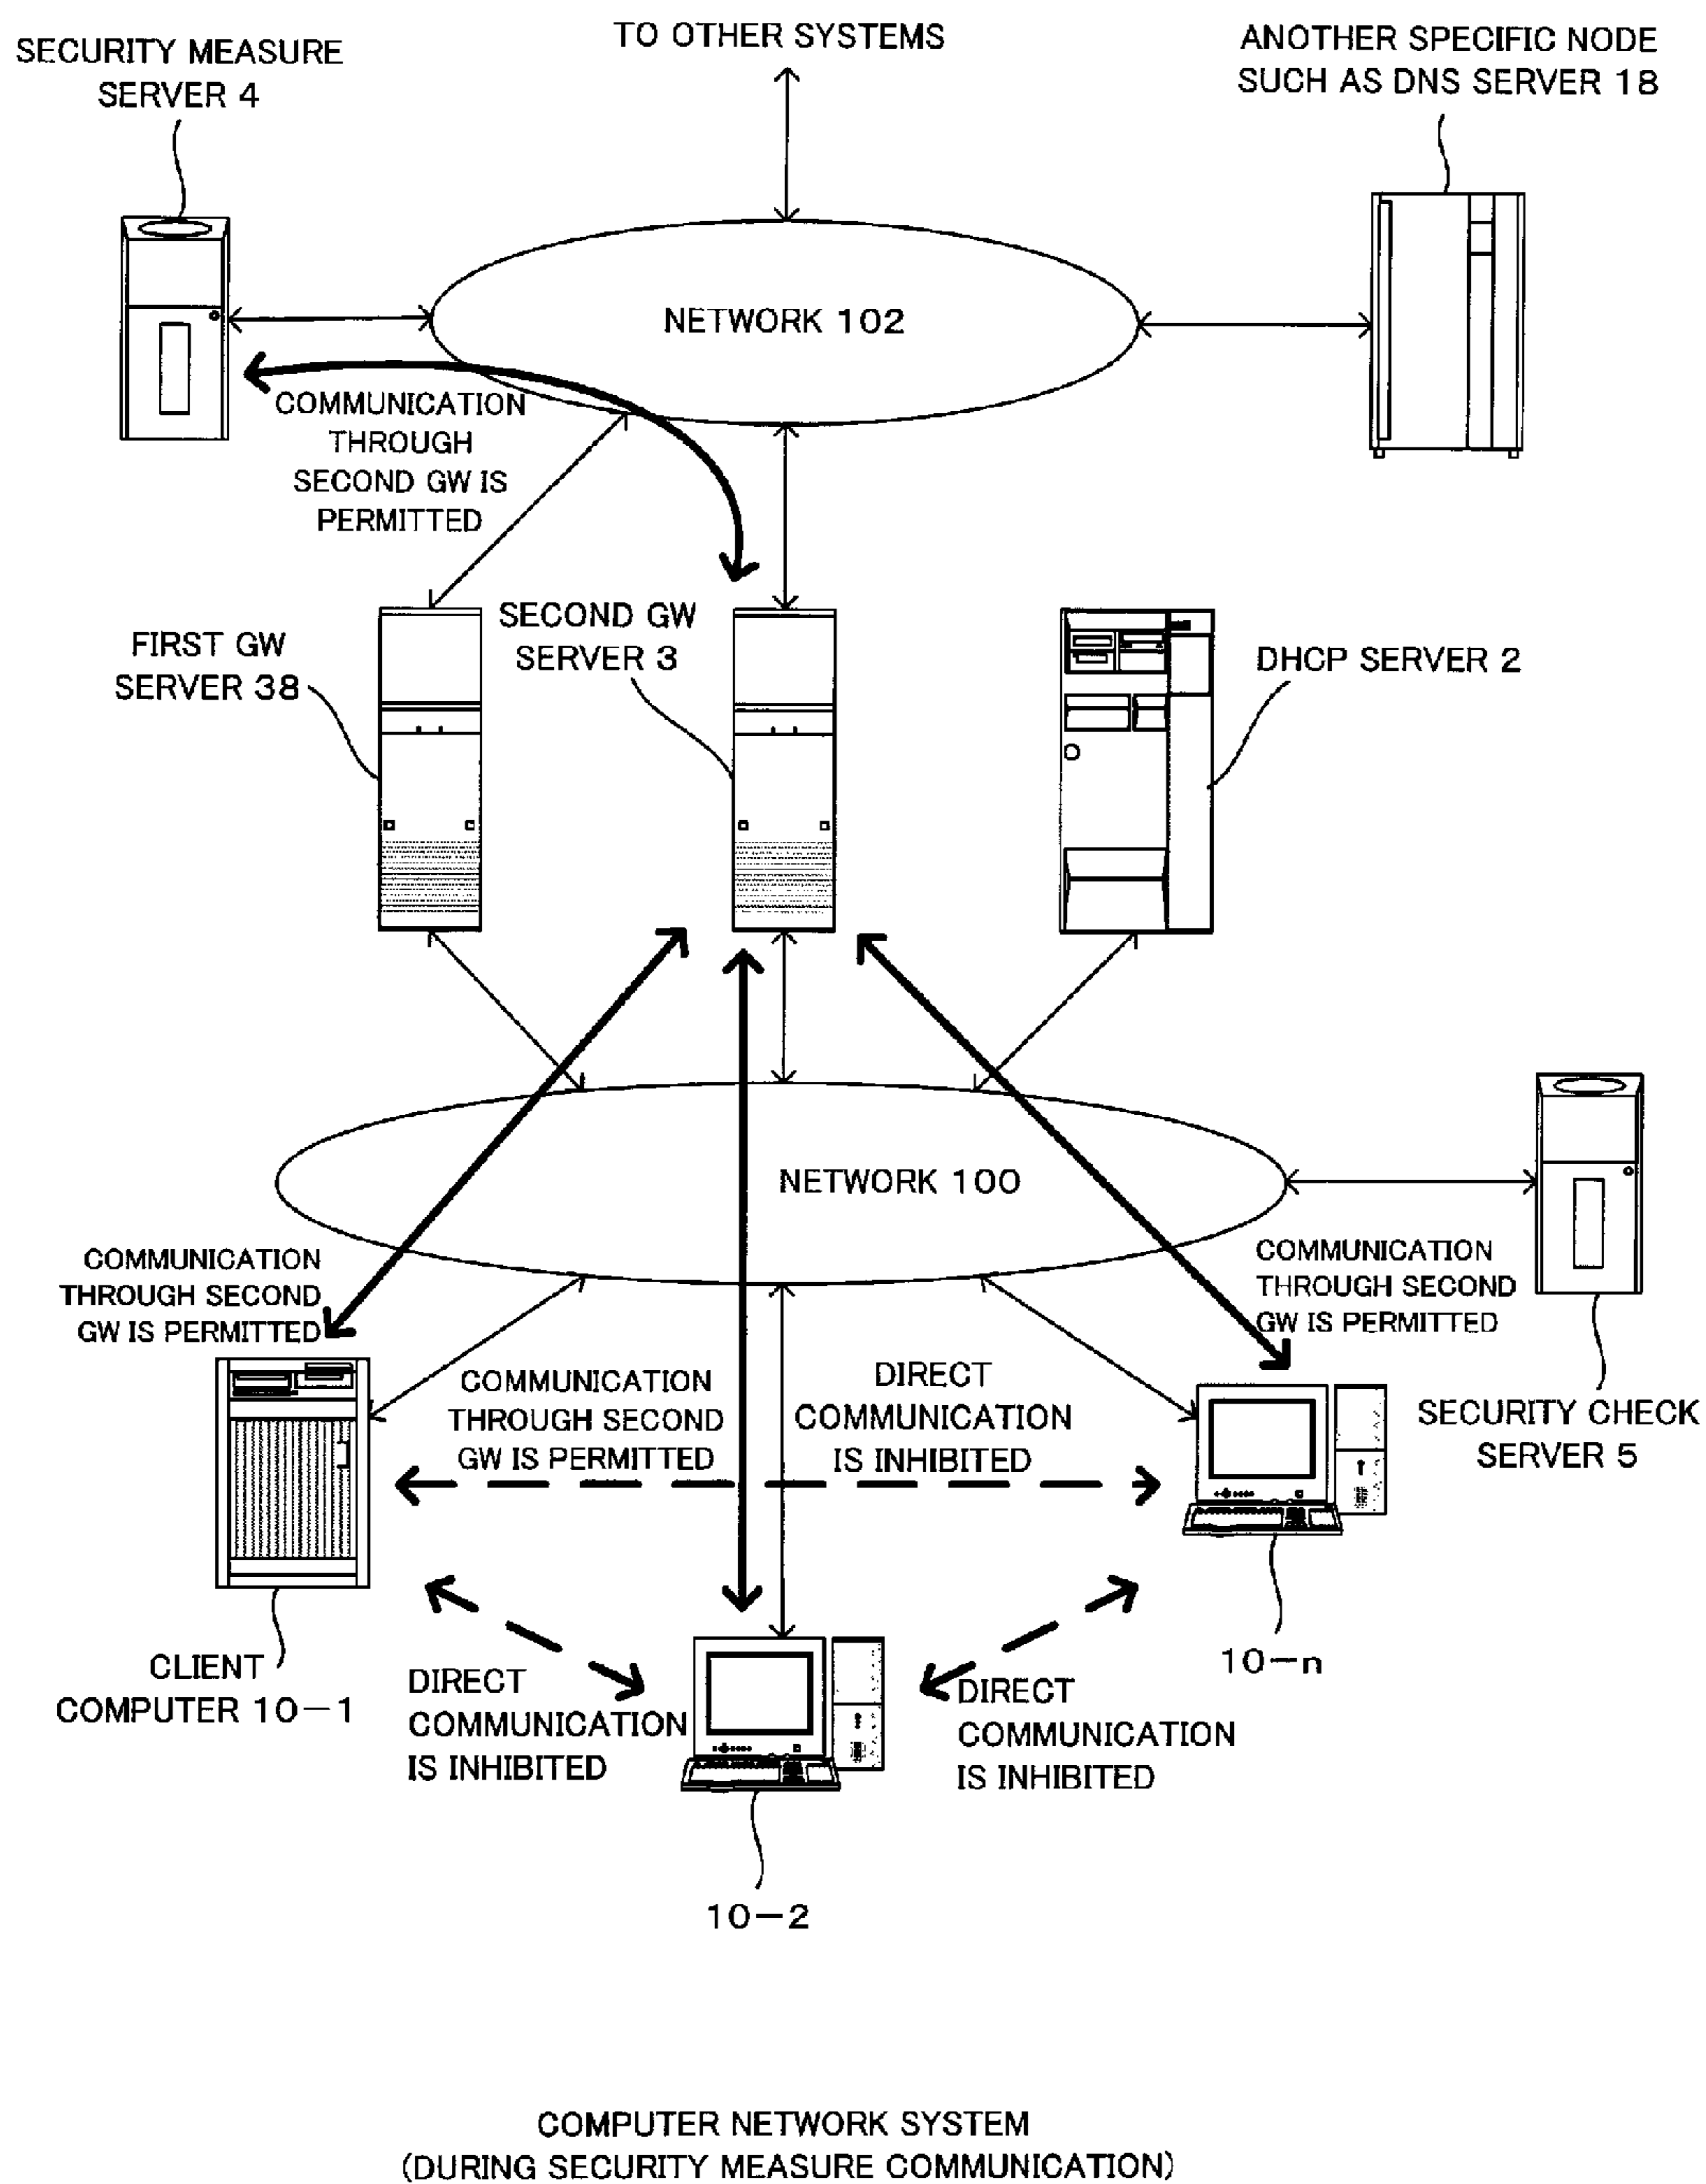 TO OTHER SYSTEMS
SECURITY MEASURE
SERVER 4
ANOTHER SPECIFIC NODE
SUCH AS DNS SERVER 18
NETWORK 102
COMMUNICATION
THROUGH
SECOND GW IS
PERMITTED
FIRST GW
SERVER 38
SECOND GW
SERVER 3
DHCP SERVER 2
NETWORK 100
COMMUNICATION
THROUGH SECOND
GW IS PERMITTED
COMMUNICATION
THROUGH SECOND
GW IS PERMITTED
COMMUNICATION
THROUGH SECOND
GW IS PERMITTED
DIRECT
COMMUNICATION
IS INHIBITED
SECURITY CHECK
SERVER 5
CLIENT
COMPUTER 10-1
DIRECT
COMMUNICATION
IS INHIBITED
DIRECT
COMMUNICATION
IS INHIBITED
10-n
10-2
COMPUTER NETWORK SYSTEM
(DURING SECURITY MEASURE COMMUNICATION)